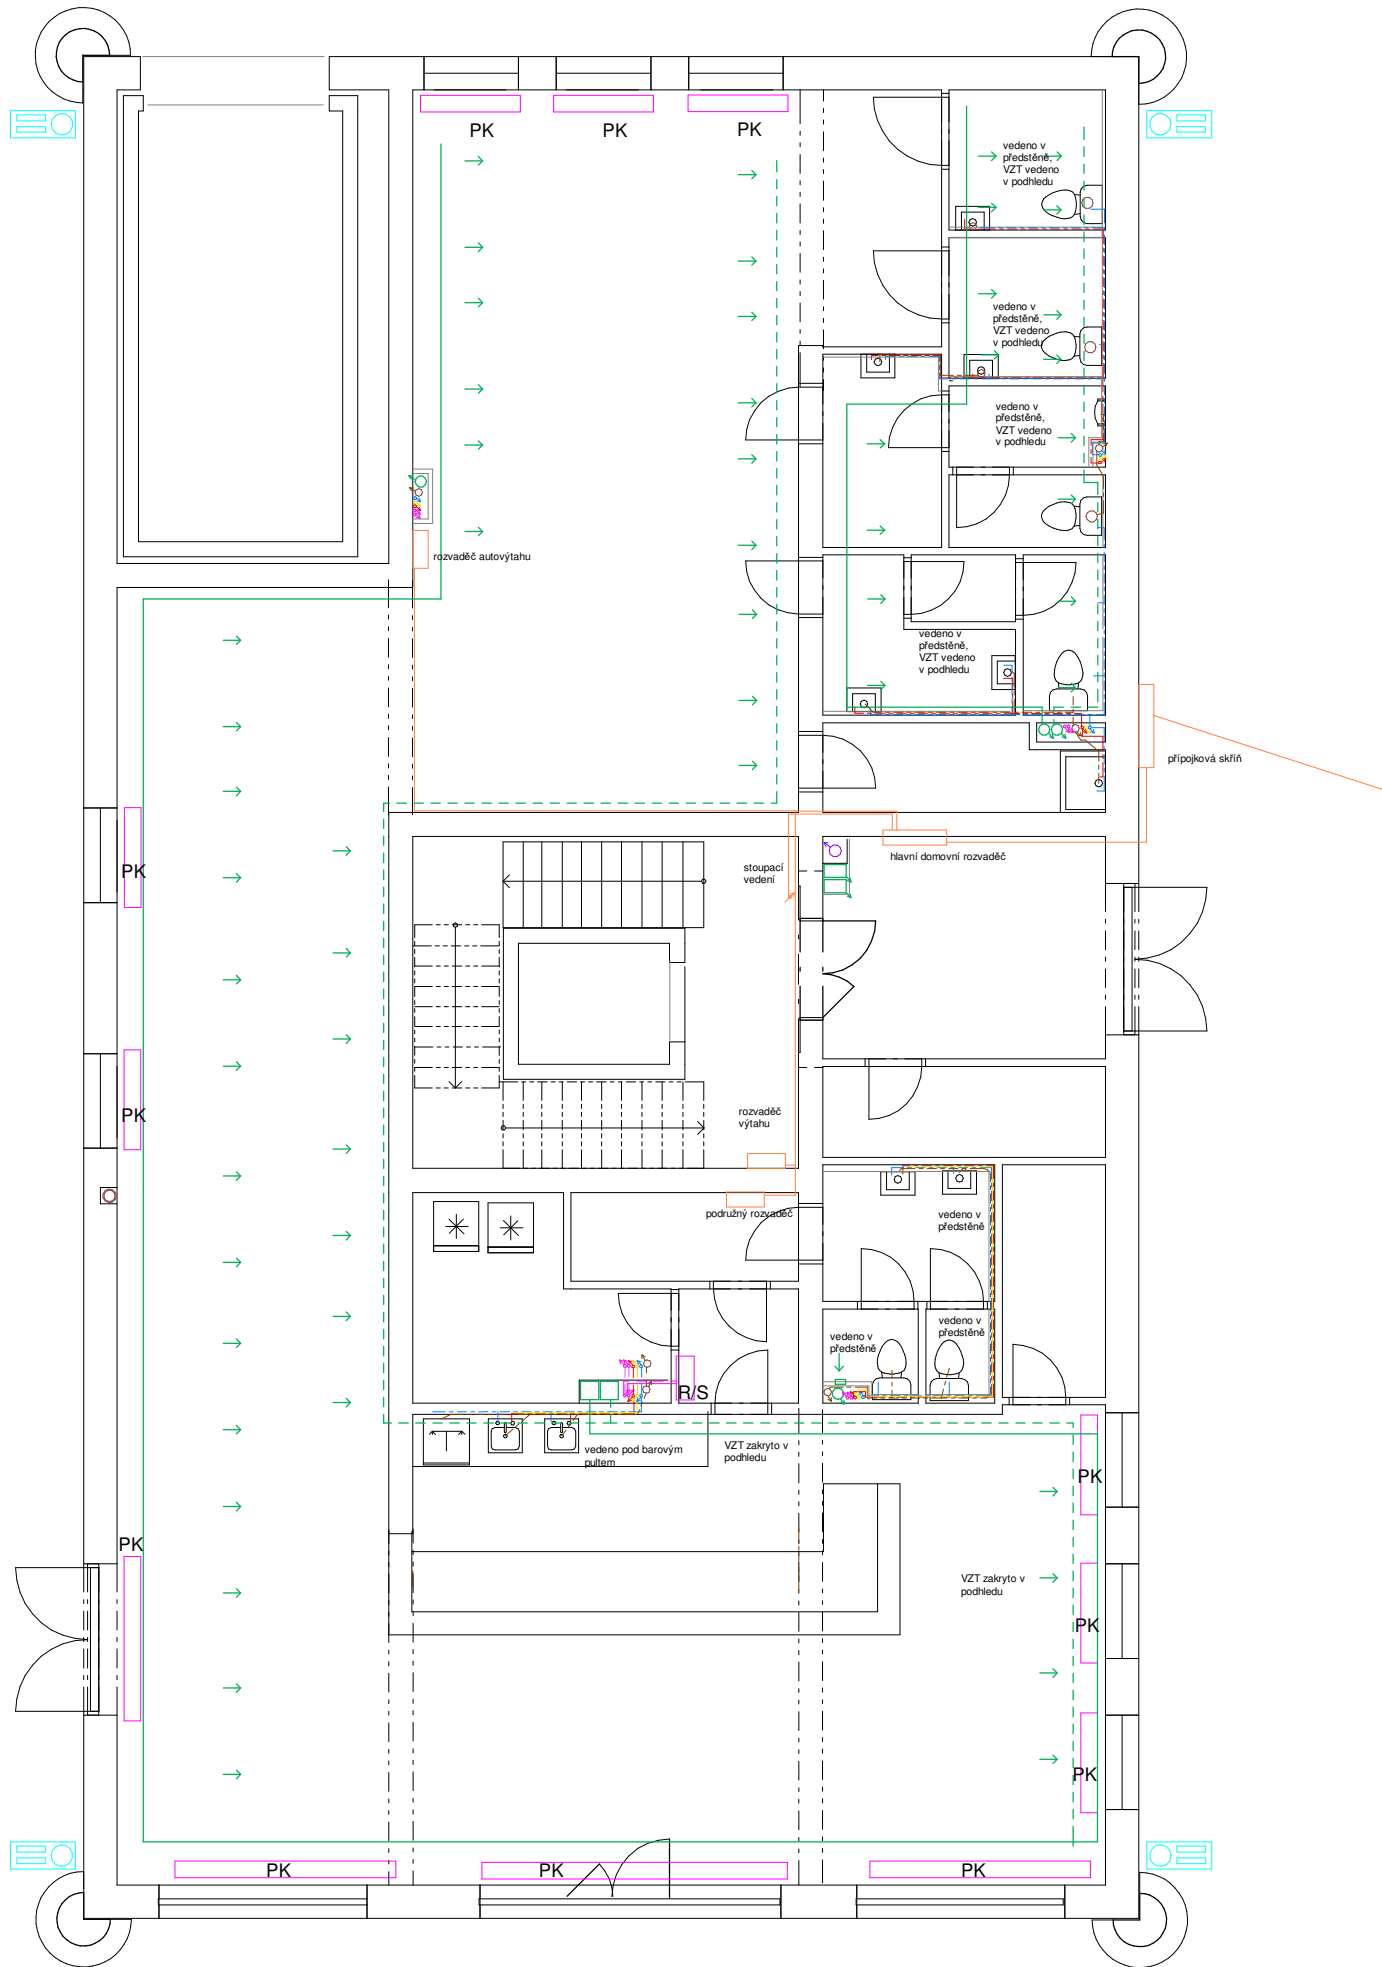 PK
PK
PK
vedeno v
předstěně,
VZT vedeno
v podhledu
vedeno v
předstěně,
VZT vedeno
v podhledu
vedeno v
předstěně,
VZT vedeno
v podhledu
rozvaděč autovýtahu
vedeno v
předstěně,
VZT vedeno
v podhledu
přípojková skříň
hlavní domovní rozvaděč
stoupací
vedení
PK
PK
rozvaděč
výtahu
podružný rozvaděč
vedeno v
předstěně
vedeno v
předstěně
vedeno v
předstěně
R/S
vedeno pod barovým
pultem
VZT zakryto v
podhledu
PK
PK
VZT zakryto v
podhledu
PK
PK
PK
PK
PK